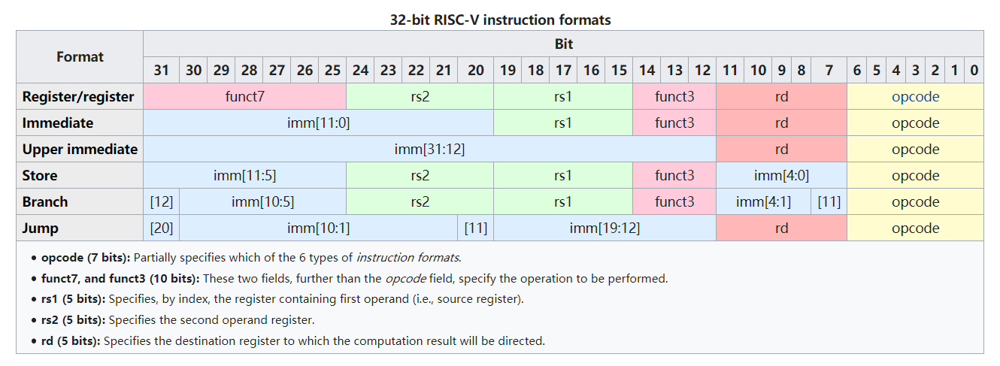 32-bit RISC-V instruction formats
Format Bit
31 30 29 28 27 26 25 24 23 22 21 20 19 18 17 16 15 14 13 12 11 10 9 8 7 6 5 4 3 2 1 0
Register/register funct7 rs2 rs1 funct3 rd opcode
Immediate imm[11:0] rs1 funct3 rd opcode
Upper immediate imm[31:12] rd opcode
Store imm[11:5] rs2 rs1 funct3 imm[4:0] opcode
Branch [12] imm[10:5] rs2 rs1 funct3 imm[4:1] [11] opcode
Jump [20] imm[10:1] [11] imm[19:12] rd opcode
• opcode (7 bits): Partially specifies which of the 6 types of instruction formats.
• funct7, and funct3 (10 bits): These two fields, further than the opcode field, specify the operation to be performed.
• rs1 (5 bits): Specifies, by index, the register containing first operand (i.e., source register).
• rs2 (5 bits): Specifies the second operand register.
• rd (5 bits): Specifies the destination register to which the computation result will be directed.